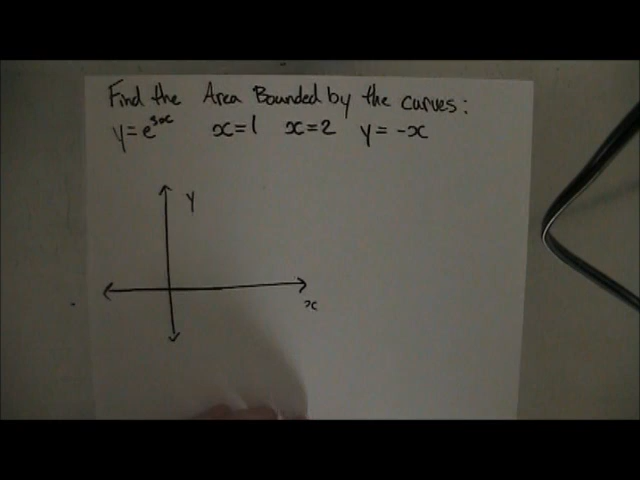 Find the Area Bounded by the curves:
y=e^3x x=1 x=2 y=-x
y
x